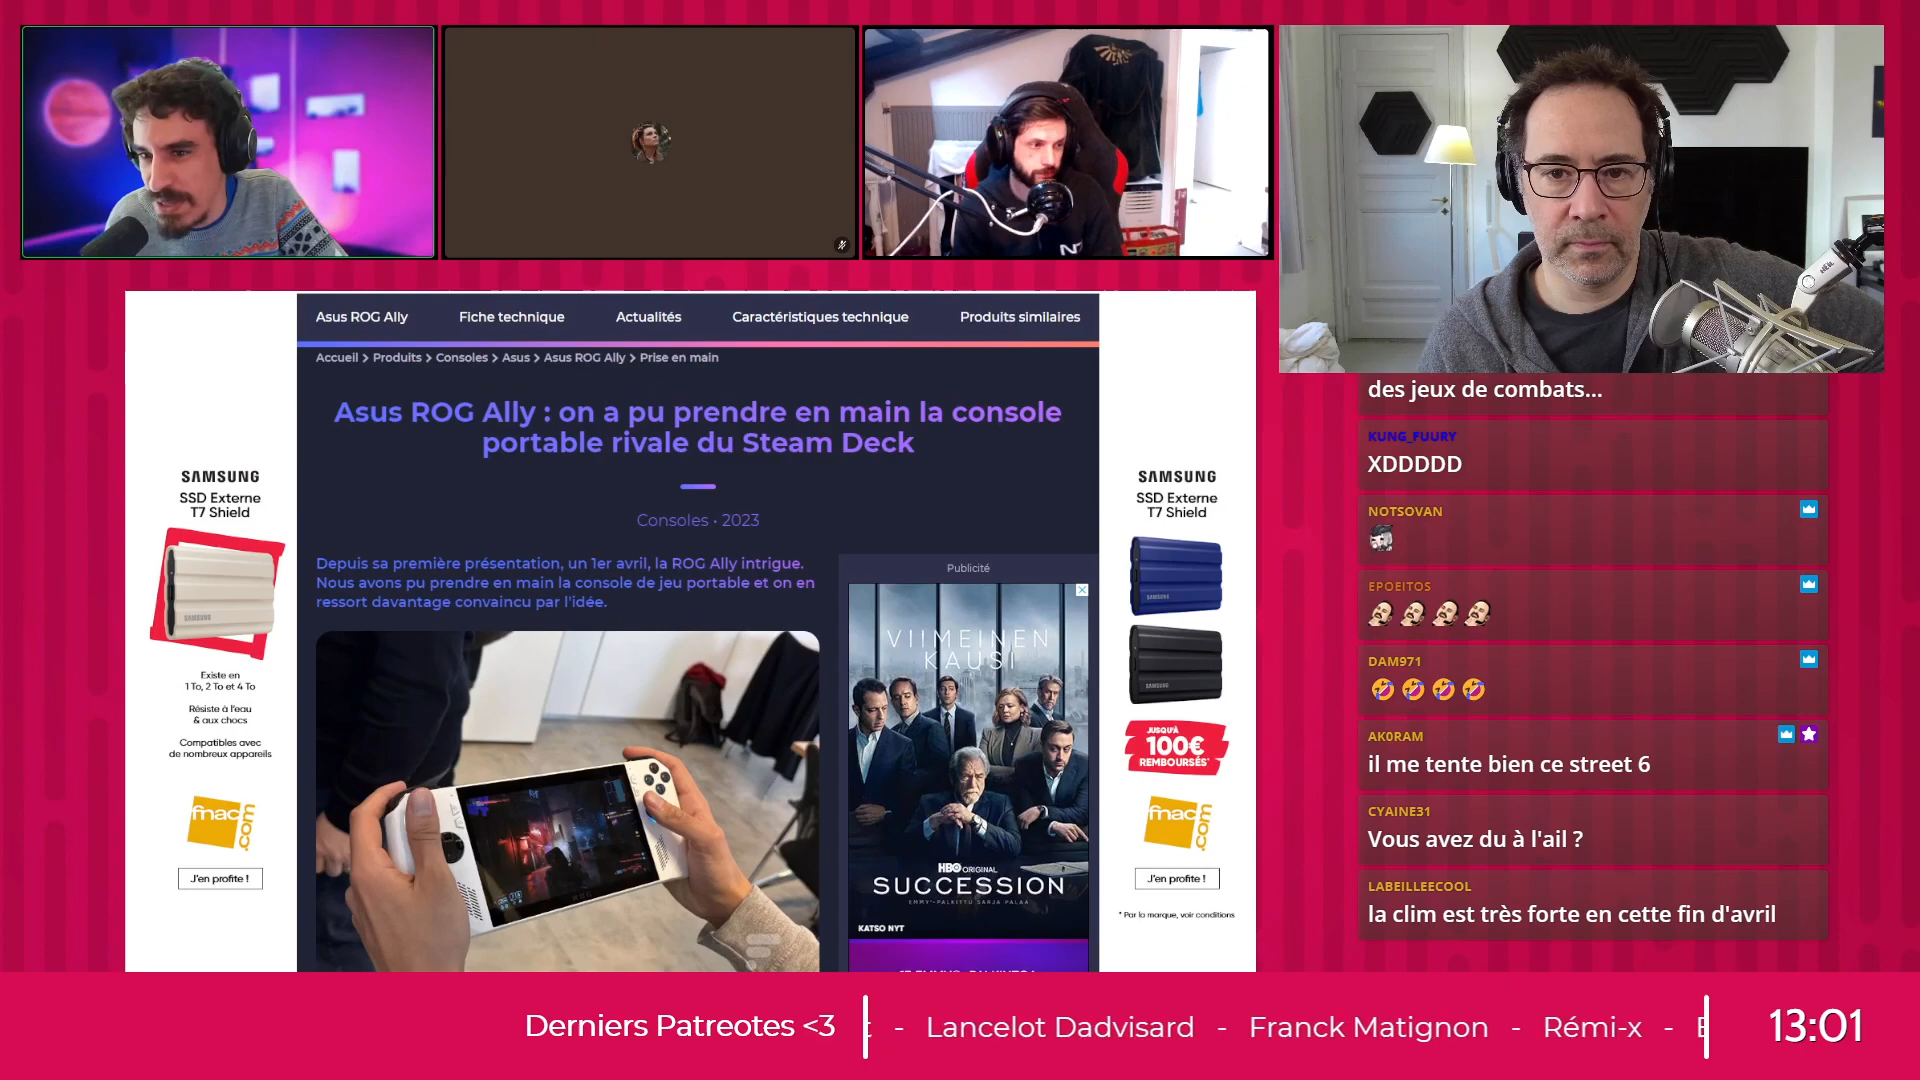 Asus ROG Ally
Fiche technique
Actualités
Caractéristiques technique
Produits similaires
Accueil > Produits > Consoles > Asus > Asus ROG Ally > Prise en main
Asus ROG Ally : on a pu prendre en main la console
portable rivale du Steam Deck
Consoles • 2023
Depuis sa première présentation, un 1er avril, la ROG Ally intrigue.
Nous avons pu prendre en main la console de jeu portable et on en
ressort davantage convaincu par l'idée.
SAMSUNG
SSD Externe
T7 Shield
SAMSUNG
Existe en
1 To, 2 To et 4 To
Résiste à l'eau
& aux chocs
Compatibles avec
de nombreux appareils
fnac
.com
J'en profite !
Publicité
VIIMEINEN
KAUSI
HBO ORIGINAL
SUCCESSION
EMMY®-PALKITTU SARJA PALAA
KATSO NYT
SAMSUNG
SSD Externe
T7 Shield
SAMSUNG
SAMSUNG
JUSQU'À
100€
REMBOURSÉS*
fnac
.com
J'en profite !
* Par la marque, voir conditions
des jeux de combats...
KUNG_FUURY
XDDDDD
NOTSOVAN
EPOEITOS
DAM971
AK0RAM
il me tente bien ce street 6
CYAINE31
Vous avez du à l'ail ?
LABEILLEECOOL
la clim est très forte en cette fin d'avril
Derniers Patreotes <3
- Lancelot Dadvisard - Franck Matignon - Rémi-x -
13:01